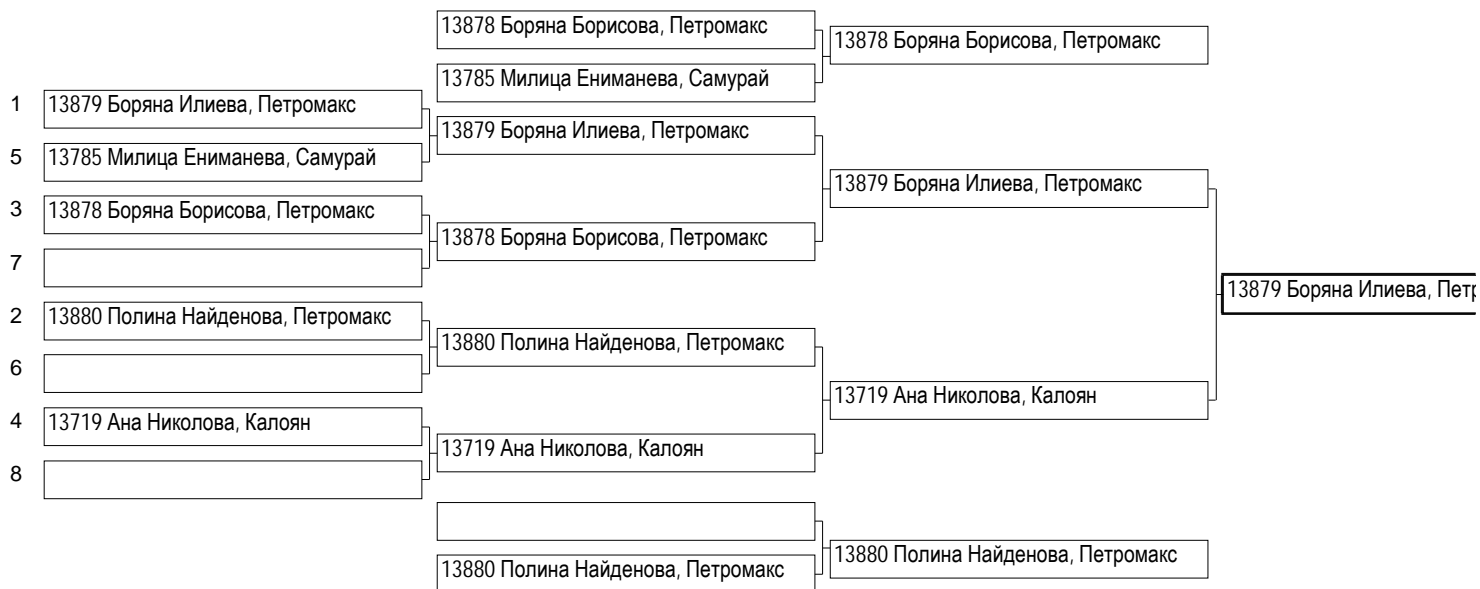 13878 Боряна Борисова, Петромакс
13878 Боряна Борисова, Петромакс
13785 Милица Ениманева, Самурай
1 13879 Боряна Илиева, Петромакс
13879 Боряна Илиева, Петромакс
5 13785 Милица Ениманева, Самурай
13879 Боряна Илиева, Петромакс
3 13878 Боряна Борисова, Петромакс
13878 Боряна Борисова, Петромакс
7
13879 Боряна Илиева, Петр
2 13880 Полина Найденова, Петромакс
13880 Полина Найденова, Петромакс
6
13719 Ана Николова, Калоян
4 13719 Ана Николова, Калоян
13719 Ана Николова, Калоян
8
13880 Полина Найденова, Петромакс
13880 Полина Найденова, Петромакс